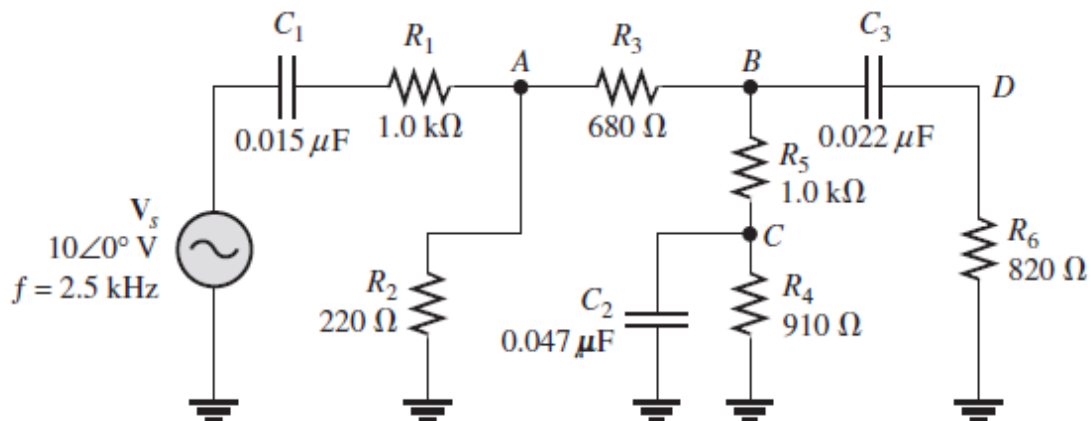 C₁
0.015 μF
R₁
1.0 kΩ
A
R₃
680 Ω
B
C₃
0.022 μF
D
Vₛ
10∠0° V
f = 2.5 kHz
R₂
220 Ω
R₅
1.0 kΩ
C
C₂
0.047 μF
R₄
910 Ω
R₆
820 Ω